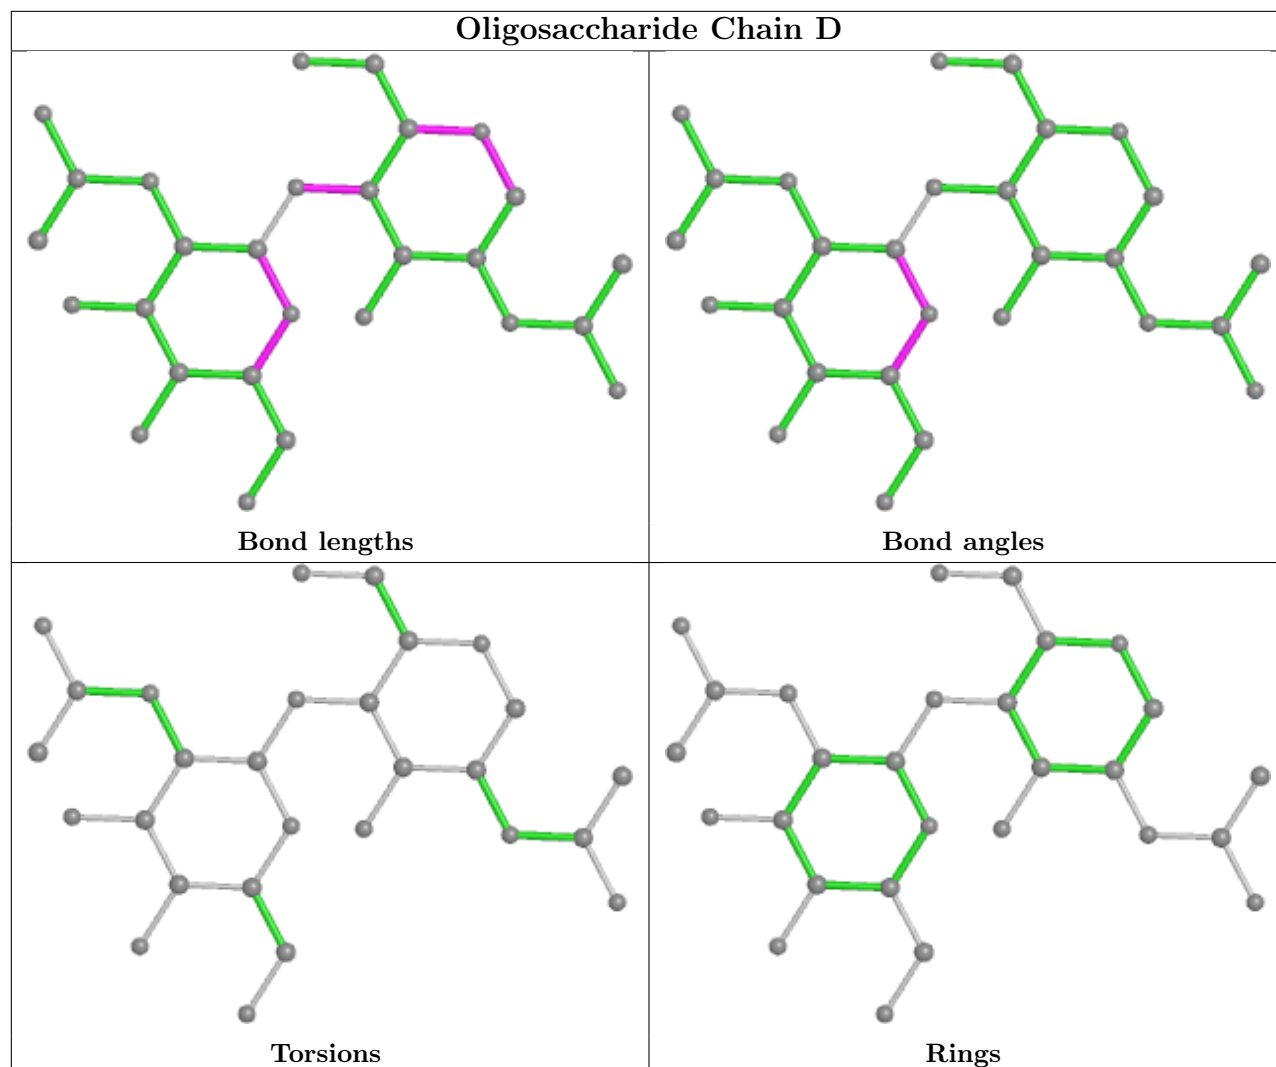 Oligosaccharide Chain D
Bond lengths
Bond angles
Torsions
Rings